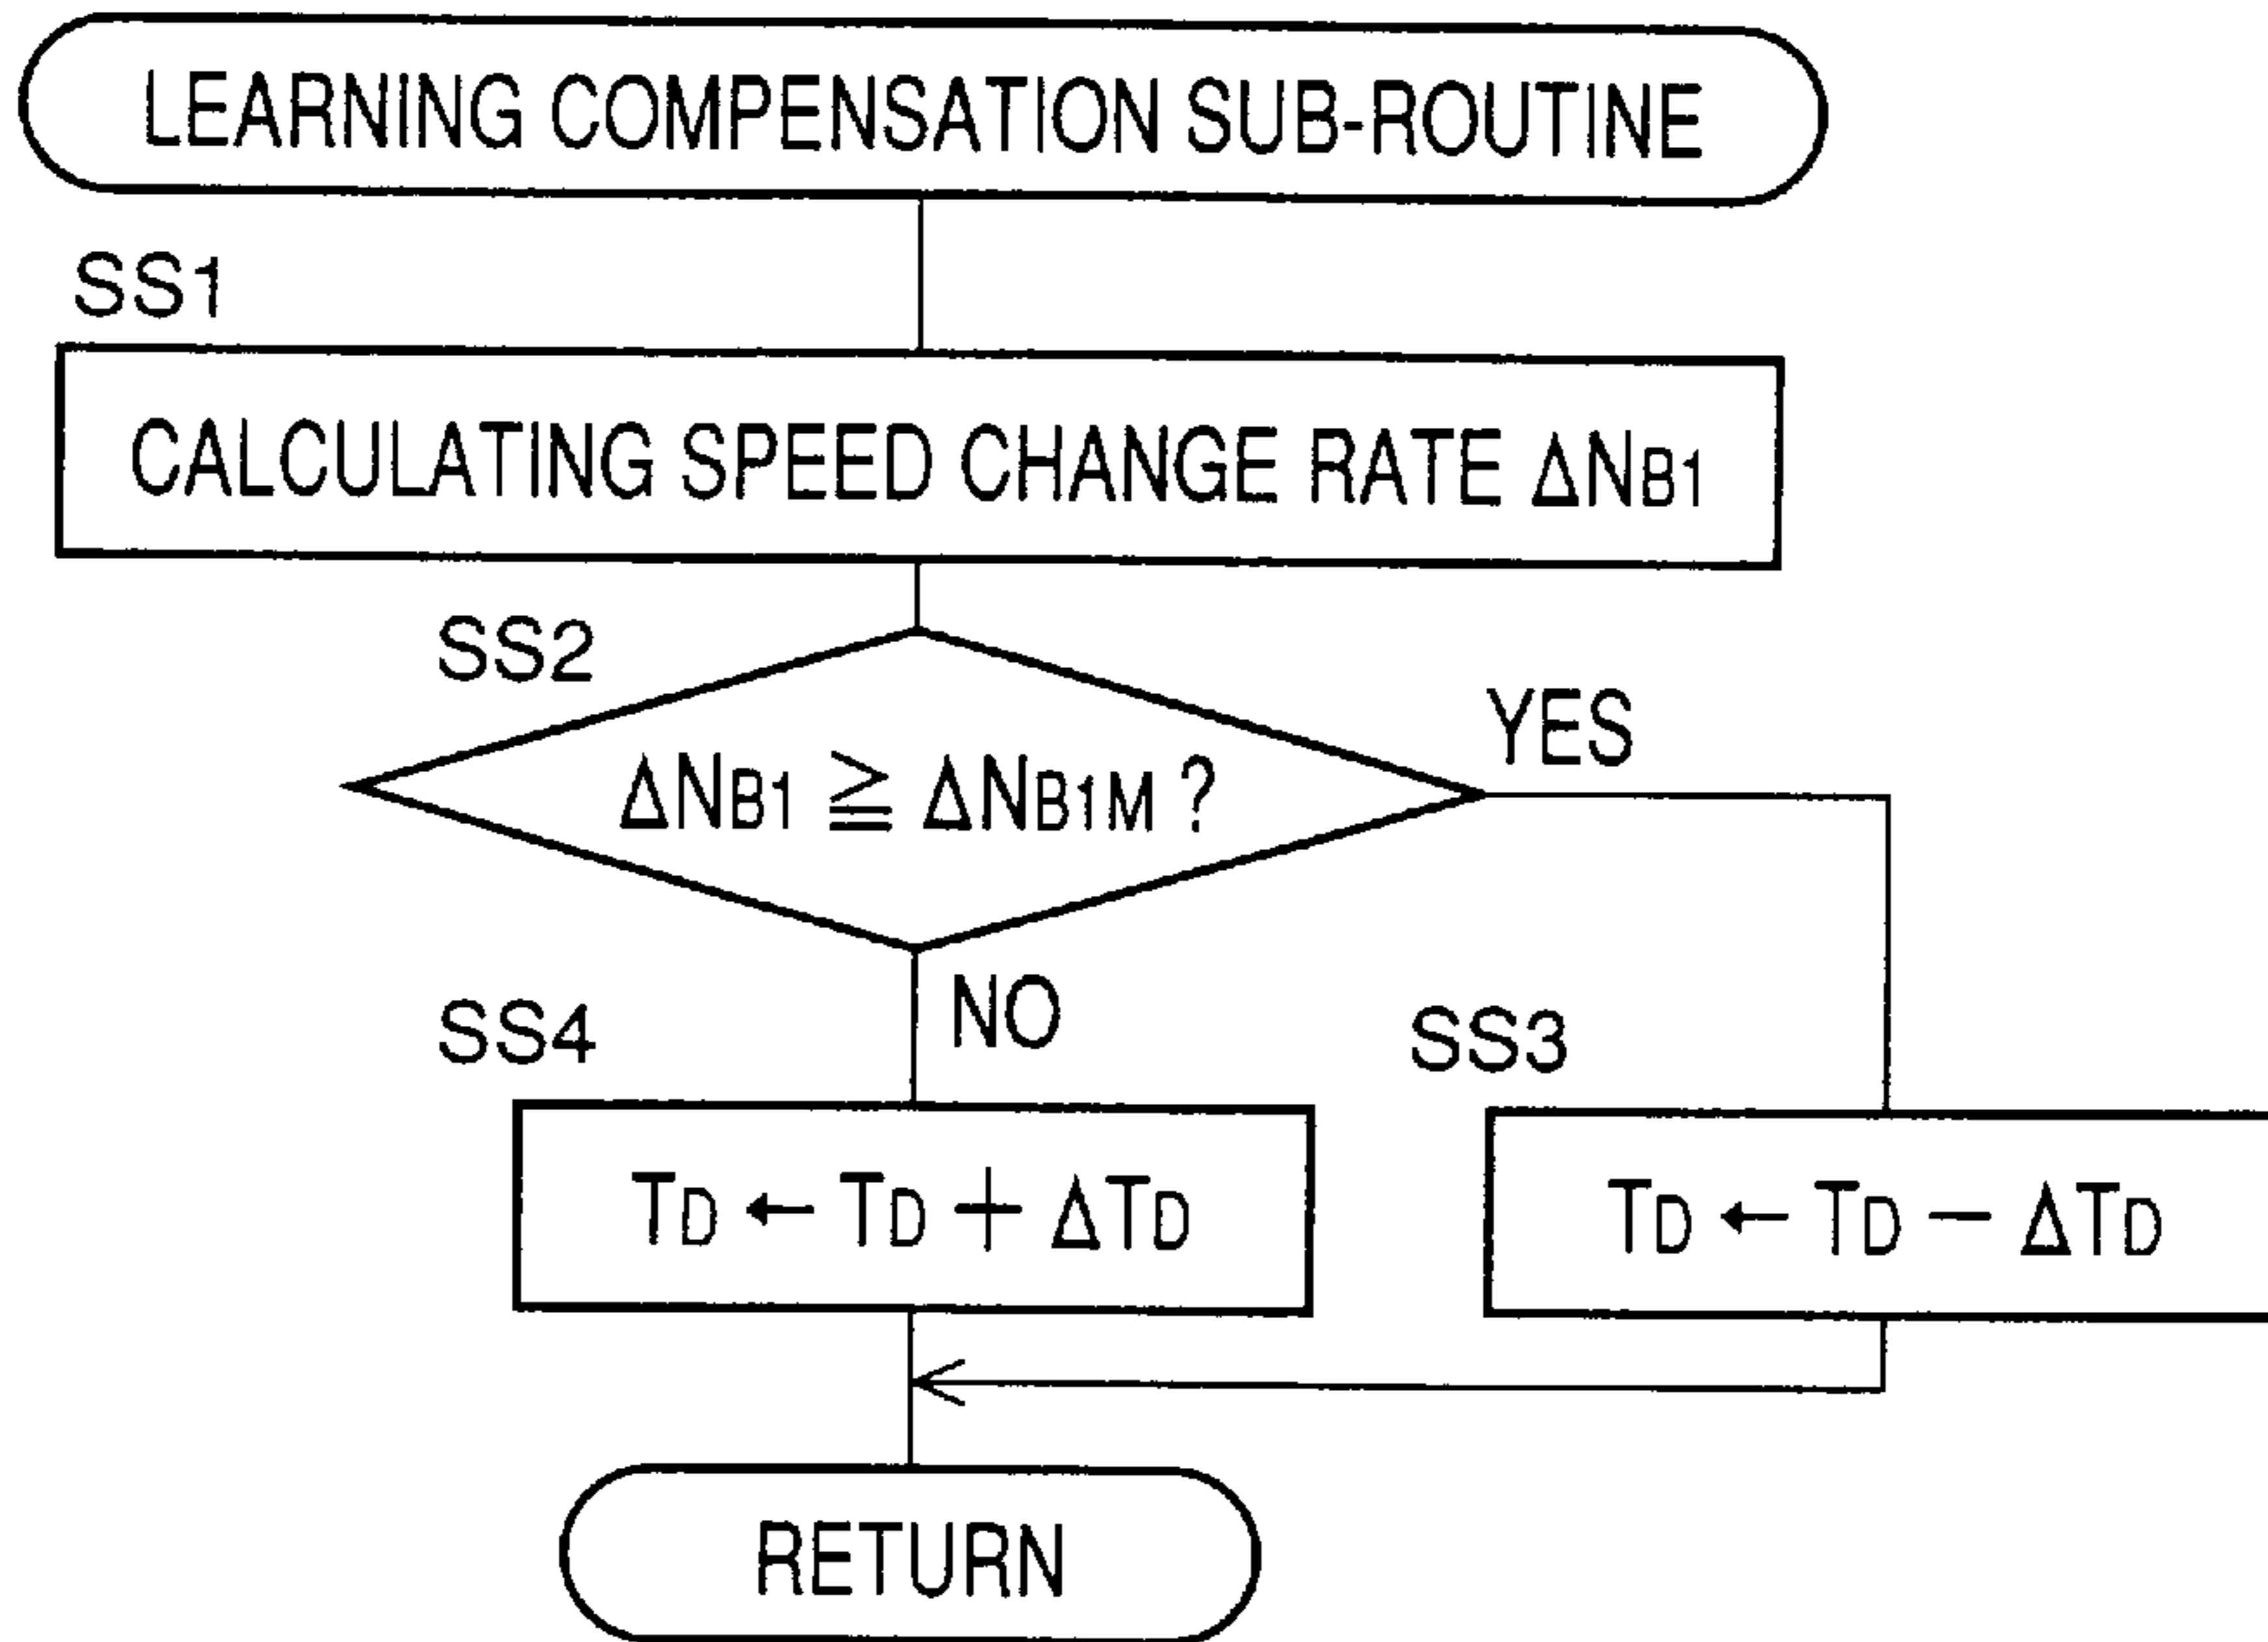 LEARNING COMPENSATION SUB-ROUTINE
SS1
CALCULATING SPEED CHANGE RATE ΔNB1
SS2
YES
ΔNB1 ≧ ΔNB1M ?
NO
SS4
SS3
TD ← TD + ΔTD
TD ← TD − ΔTD
RETURN